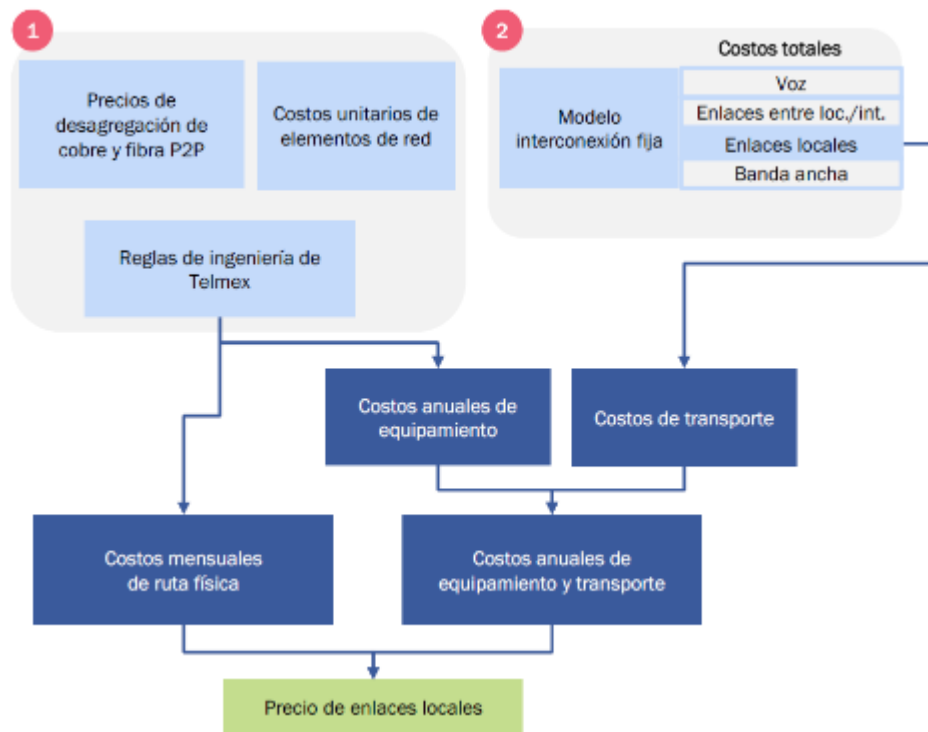 1
Precios de
desagregación de
cobre y fibra P2P
Costos unitarios de
elementos de red
Reglas de ingeniería de
Telmex
2
Costos totales
Modelo
interconexión fija
Voz
Enlaces entre loc./int.
Enlaces locales
Banda ancha
Costos anuales de
equipamiento
Costos de transporte
Costos mensuales
de ruta física
Costos anuales de
equipamiento y transporte
Precio de enlaces locales